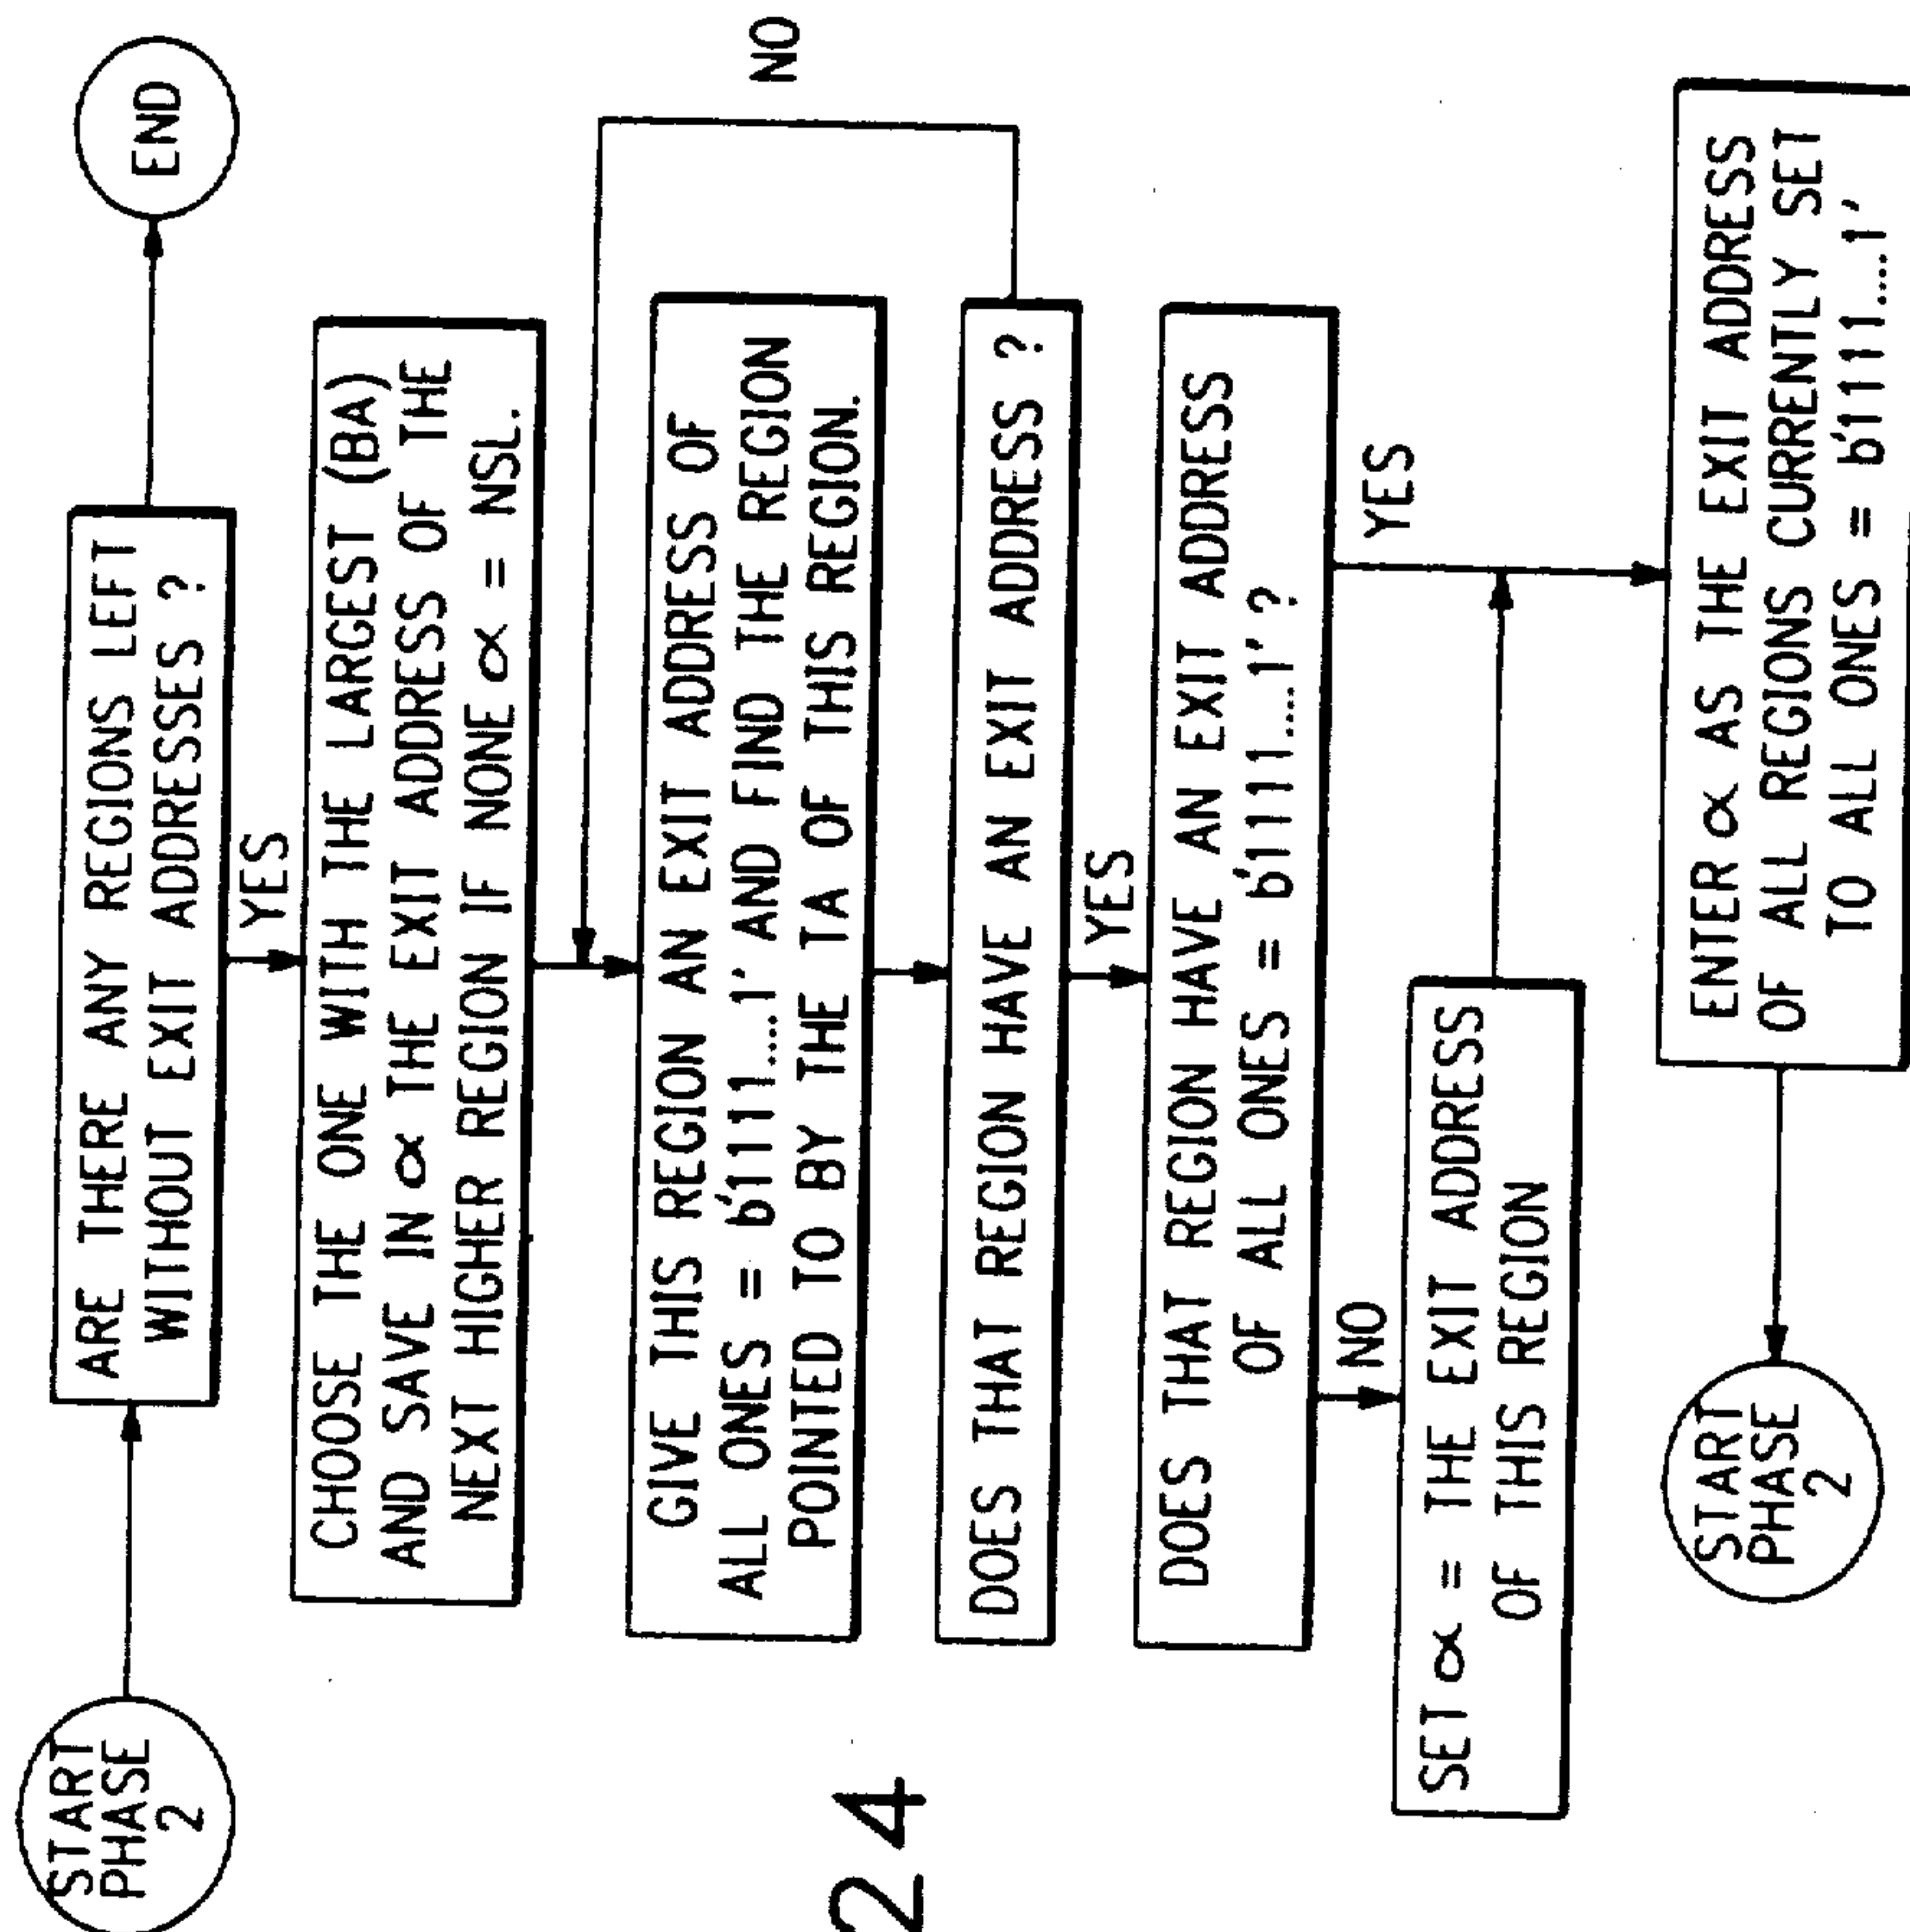 START
PHASE
2
ARE THERE ANY REGIONS LEFT
WITHOUT EXIT ADDRESSES ?
END
YES
CHOOSE THE ONE WITH THE LARGEST (BA)
AND SAVE IN α THE EXIT ADDRESS OF THE
NEXT HIGHER REGION IF NONE α = NSL.
GIVE THIS REGION AN EXIT ADDRESS OF
ALL ONES = b'1111....1' AND FIND THE REGION
POINTED TO BY THE TA OF THIS REGION.
NO
DOES THAT REGION HAVE AN EXIT ADDRESS ?
YES
DOES THAT REGION HAVE AN EXIT ADDRESS
OF ALL ONES = b'1111....1' ?
NO
YES
SET α = THE EXIT ADDRESS
OF THIS REGION
ENTER α AS THE EXIT ADDRESS
OF ALL REGIONS CURRENTLY SET
TO ALL ONES = b'1111....1'
START
PHASE
2
24